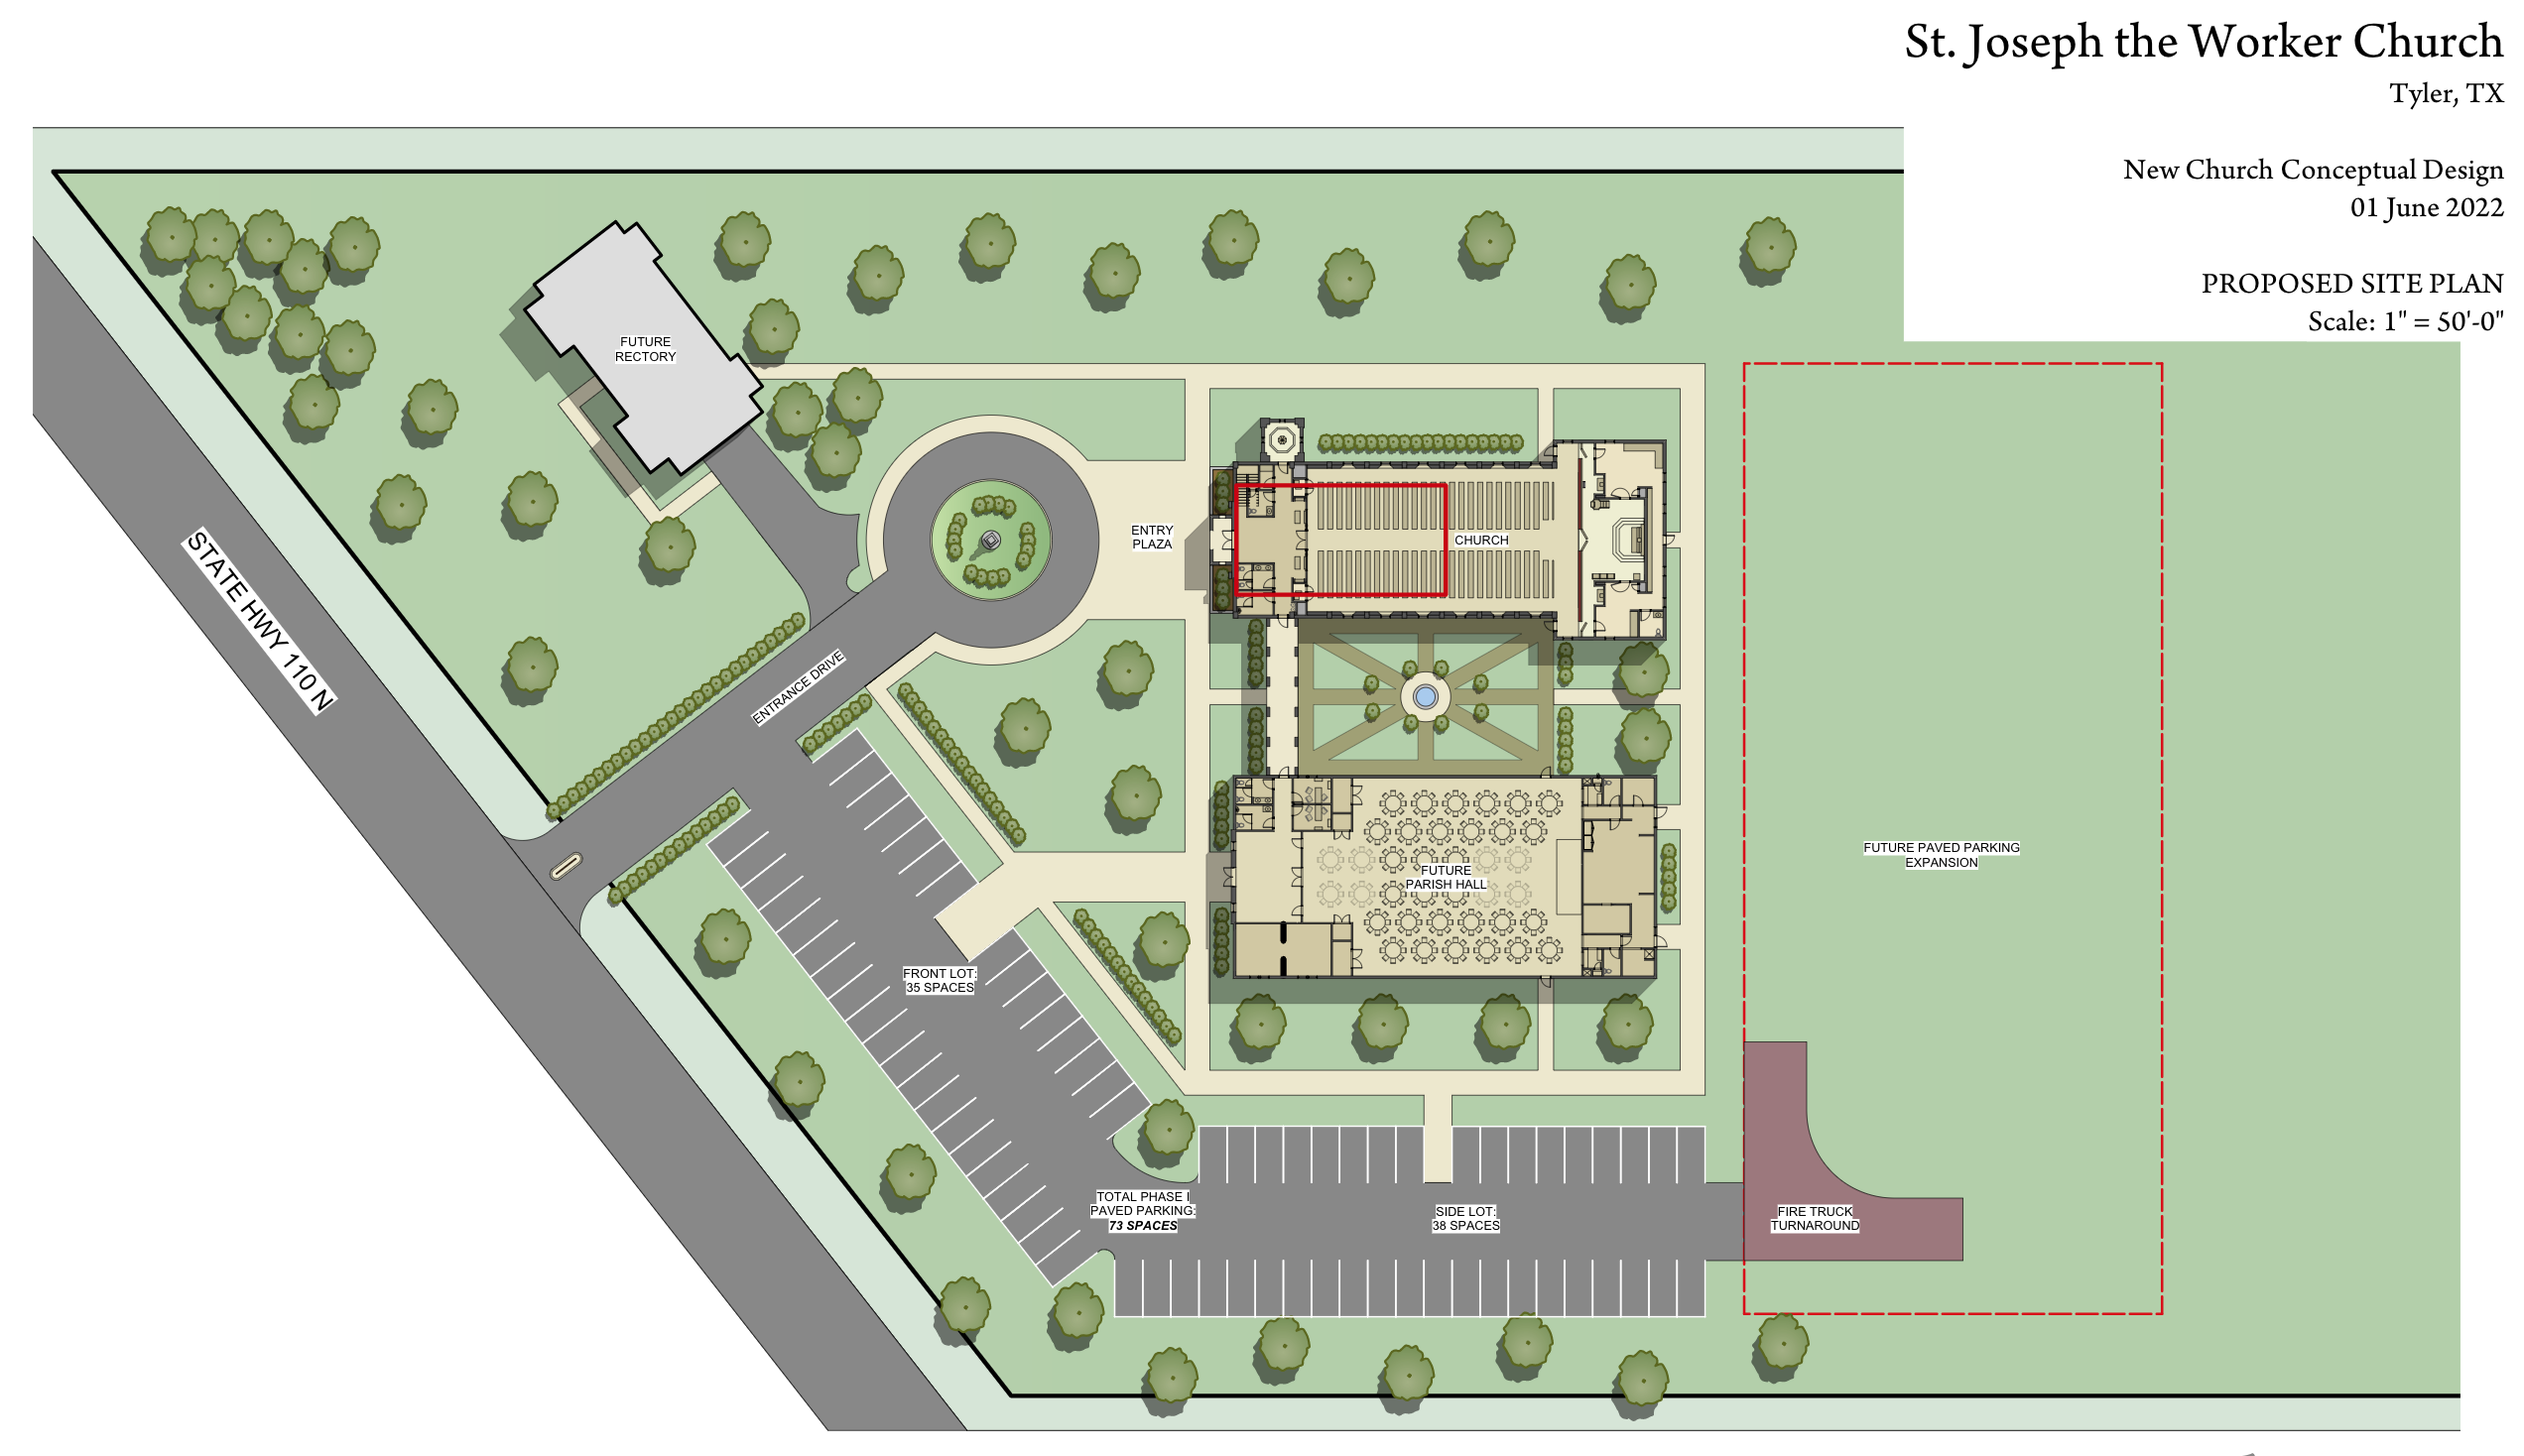 St. Joseph the Worker Church
Tyler, TX
New Church Conceptual Design
01 June 2022
PROPOSED SITE PLAN
Scale: 1" = 50'-0"
FUTURE
RECTORY
STATE HWY 110 N
ENTRANCE DRIVE
ENTRY
PLAZA
CHURCH
FUTURE
PARISH HALL
FUTURE PAVED PARKING
EXPANSION
FRONT LOT:
35 SPACES
TOTAL PHASE I
PAVED PARKING:
73 SPACES
SIDE LOT:
38 SPACES
FIRE TRUCK
TURNAROUND